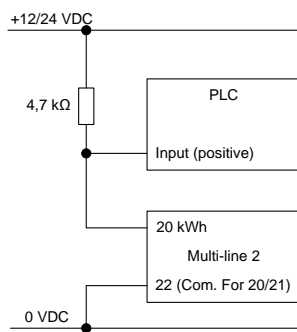 +12/24 VDC
4,7 kΩ
PLC
Input (positive)
20 kWh
Multi-line 2
22 (Com. For 20/21)
0 VDC